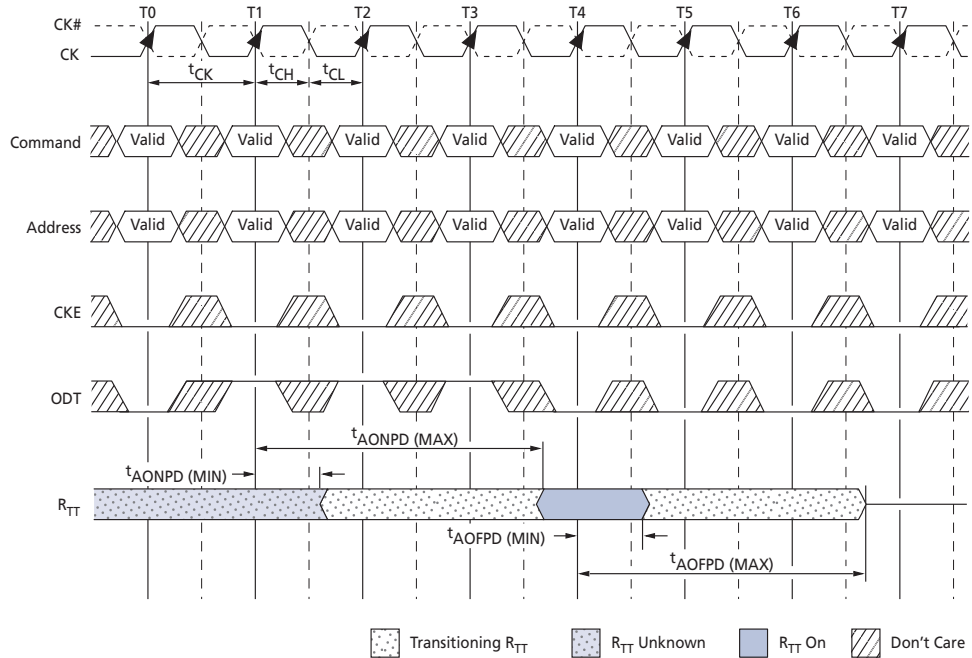 T0 T1 T2 T3 T4 T5 T6 T7
CK#
CK
tCK tCH tCL
Command Valid Valid Valid Valid Valid Valid Valid Valid
Address Valid Valid Valid Valid Valid Valid Valid Valid
CKE
ODT
tAONPD (MAX)
tAONPD (MIN)
RTT
tAOFPD (MIN)
tAOFPD (MAX)
Transitioning RTT RTT Unknown RTT On Don't Care